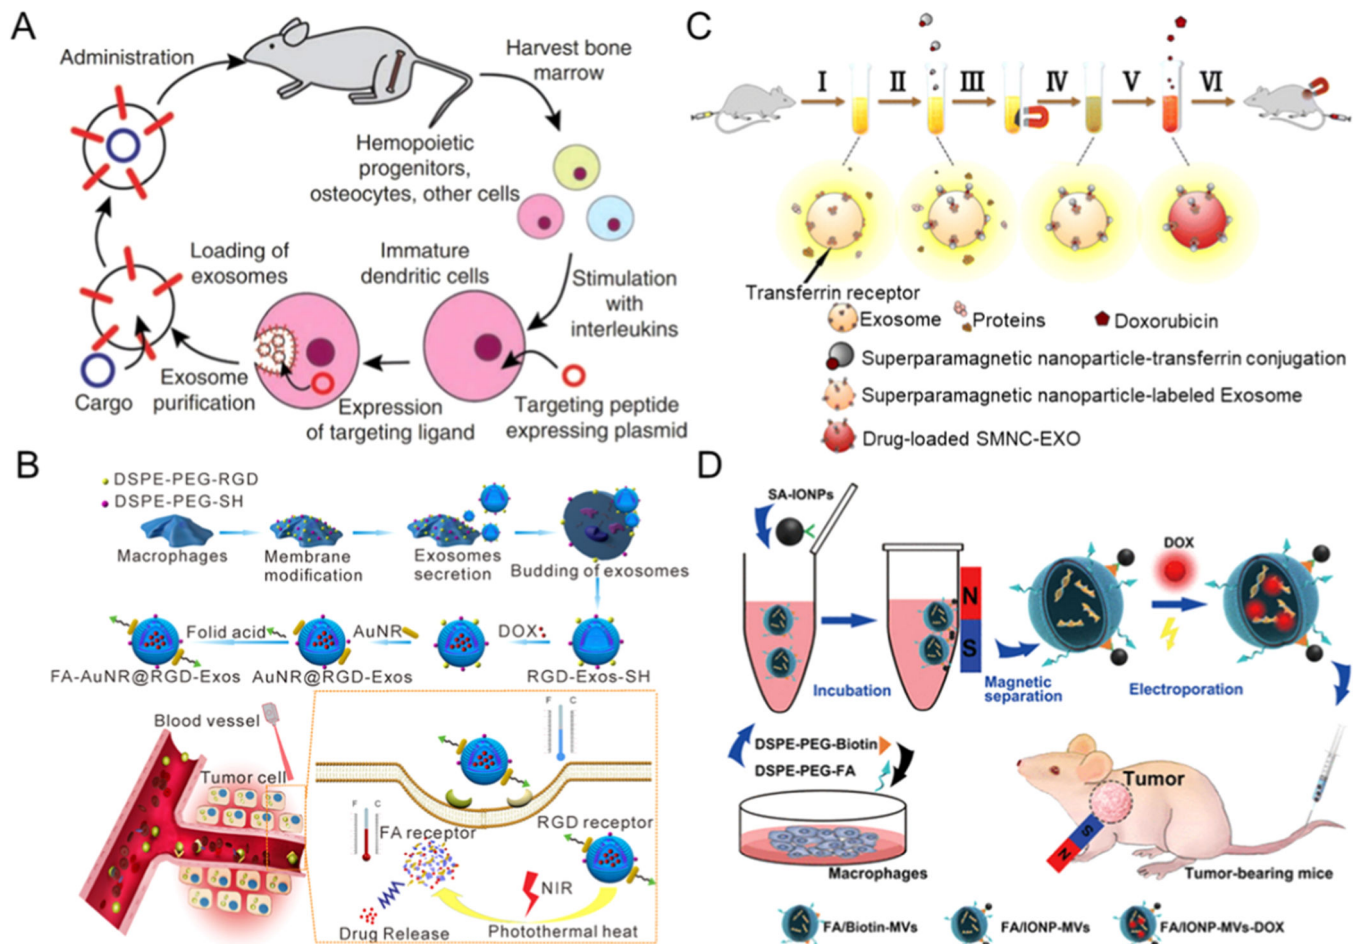 A
Administration
Harvest bone
marrow
Hemopoietic
progenitors,
osteocytes, other cells
Loading of
exosomes
Immature
dendritic cells
Stimulation
with
interleukins
Cargo
Exosome
purification
Expression
of targeting ligand
Targeting peptide
expressing plasmid
C
I II III IV V VI
Transferrin receptor
Exosome
Proteins
Doxorubicin
Superparamagnetic nanoparticle-transferrin conjugation
Superparamagnetic nanoparticle-labeled Exosome
Drug-loaded SMNC-EXO
B
DSPE-PEG-RGD
DSPE-PEG-SH
Macrophages
Membrane
modification
Exosomes
secretion
Budding of exosomes
Folid acid
AuNR
DOX
FA-AuNR@RGD-Exos
AuNR@RGD-Exos
RGD-Exos-SH
Blood vessel
Tumor cell
F C
F C
FA receptor
RGD receptor
NIR
Drug Release
Photothermal heat
D
SA-IONPs
N
S
DOX
Incubation
Magnetic
separation
Electroporation
DSPE-PEG-Biotin
DSPE-PEG-FA
Macrophages
Tumor
S
N
Tumor-bearing mice
FA/Biotin-MVs
FA/IONP-MVs
FA/IONP-MVs-DOX